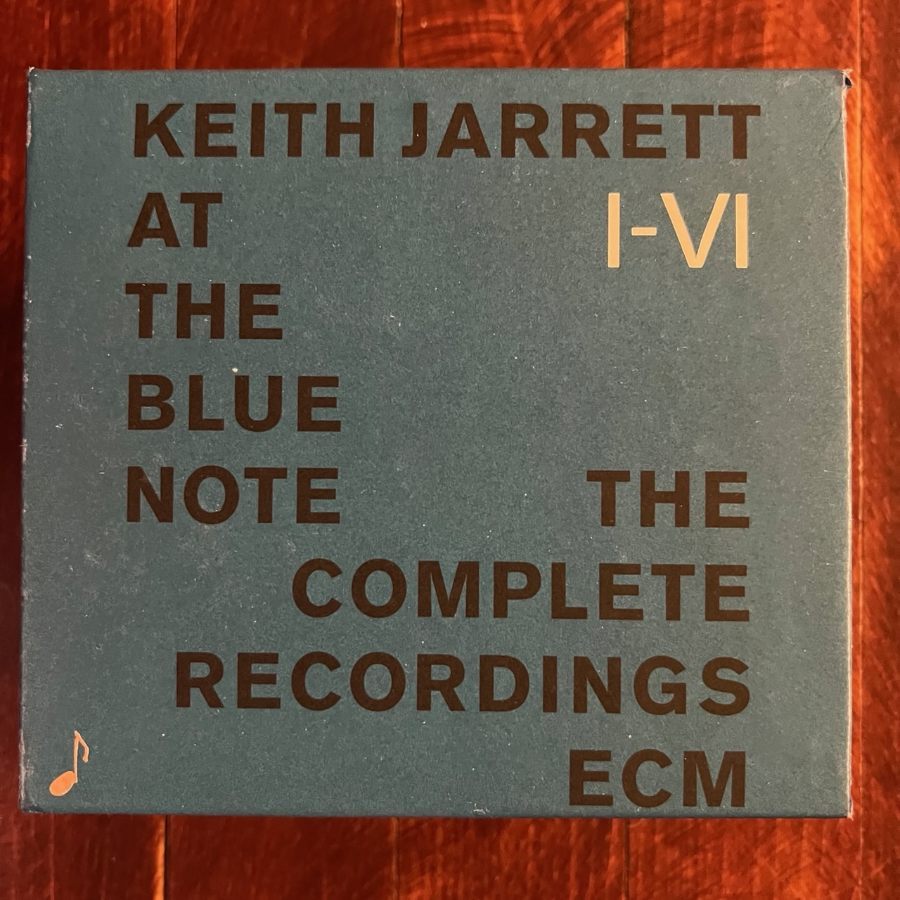 KEITH JARRETT
AT I-VI
THE
BLUE
NOTE THE
COMPLETE
RECORDINGS
ECM